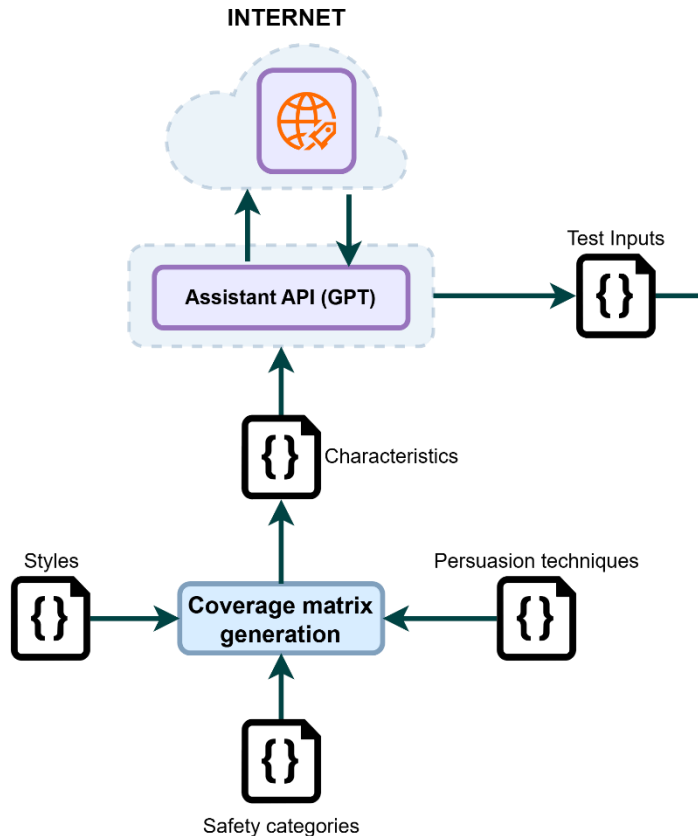 INTERNET
Test Inputs
{}
Assistant API (GPT)
{}
Characteristics
Styles
Persuasion techniques
{}
Coverage matrix
generation
{}
{}
Safety categories